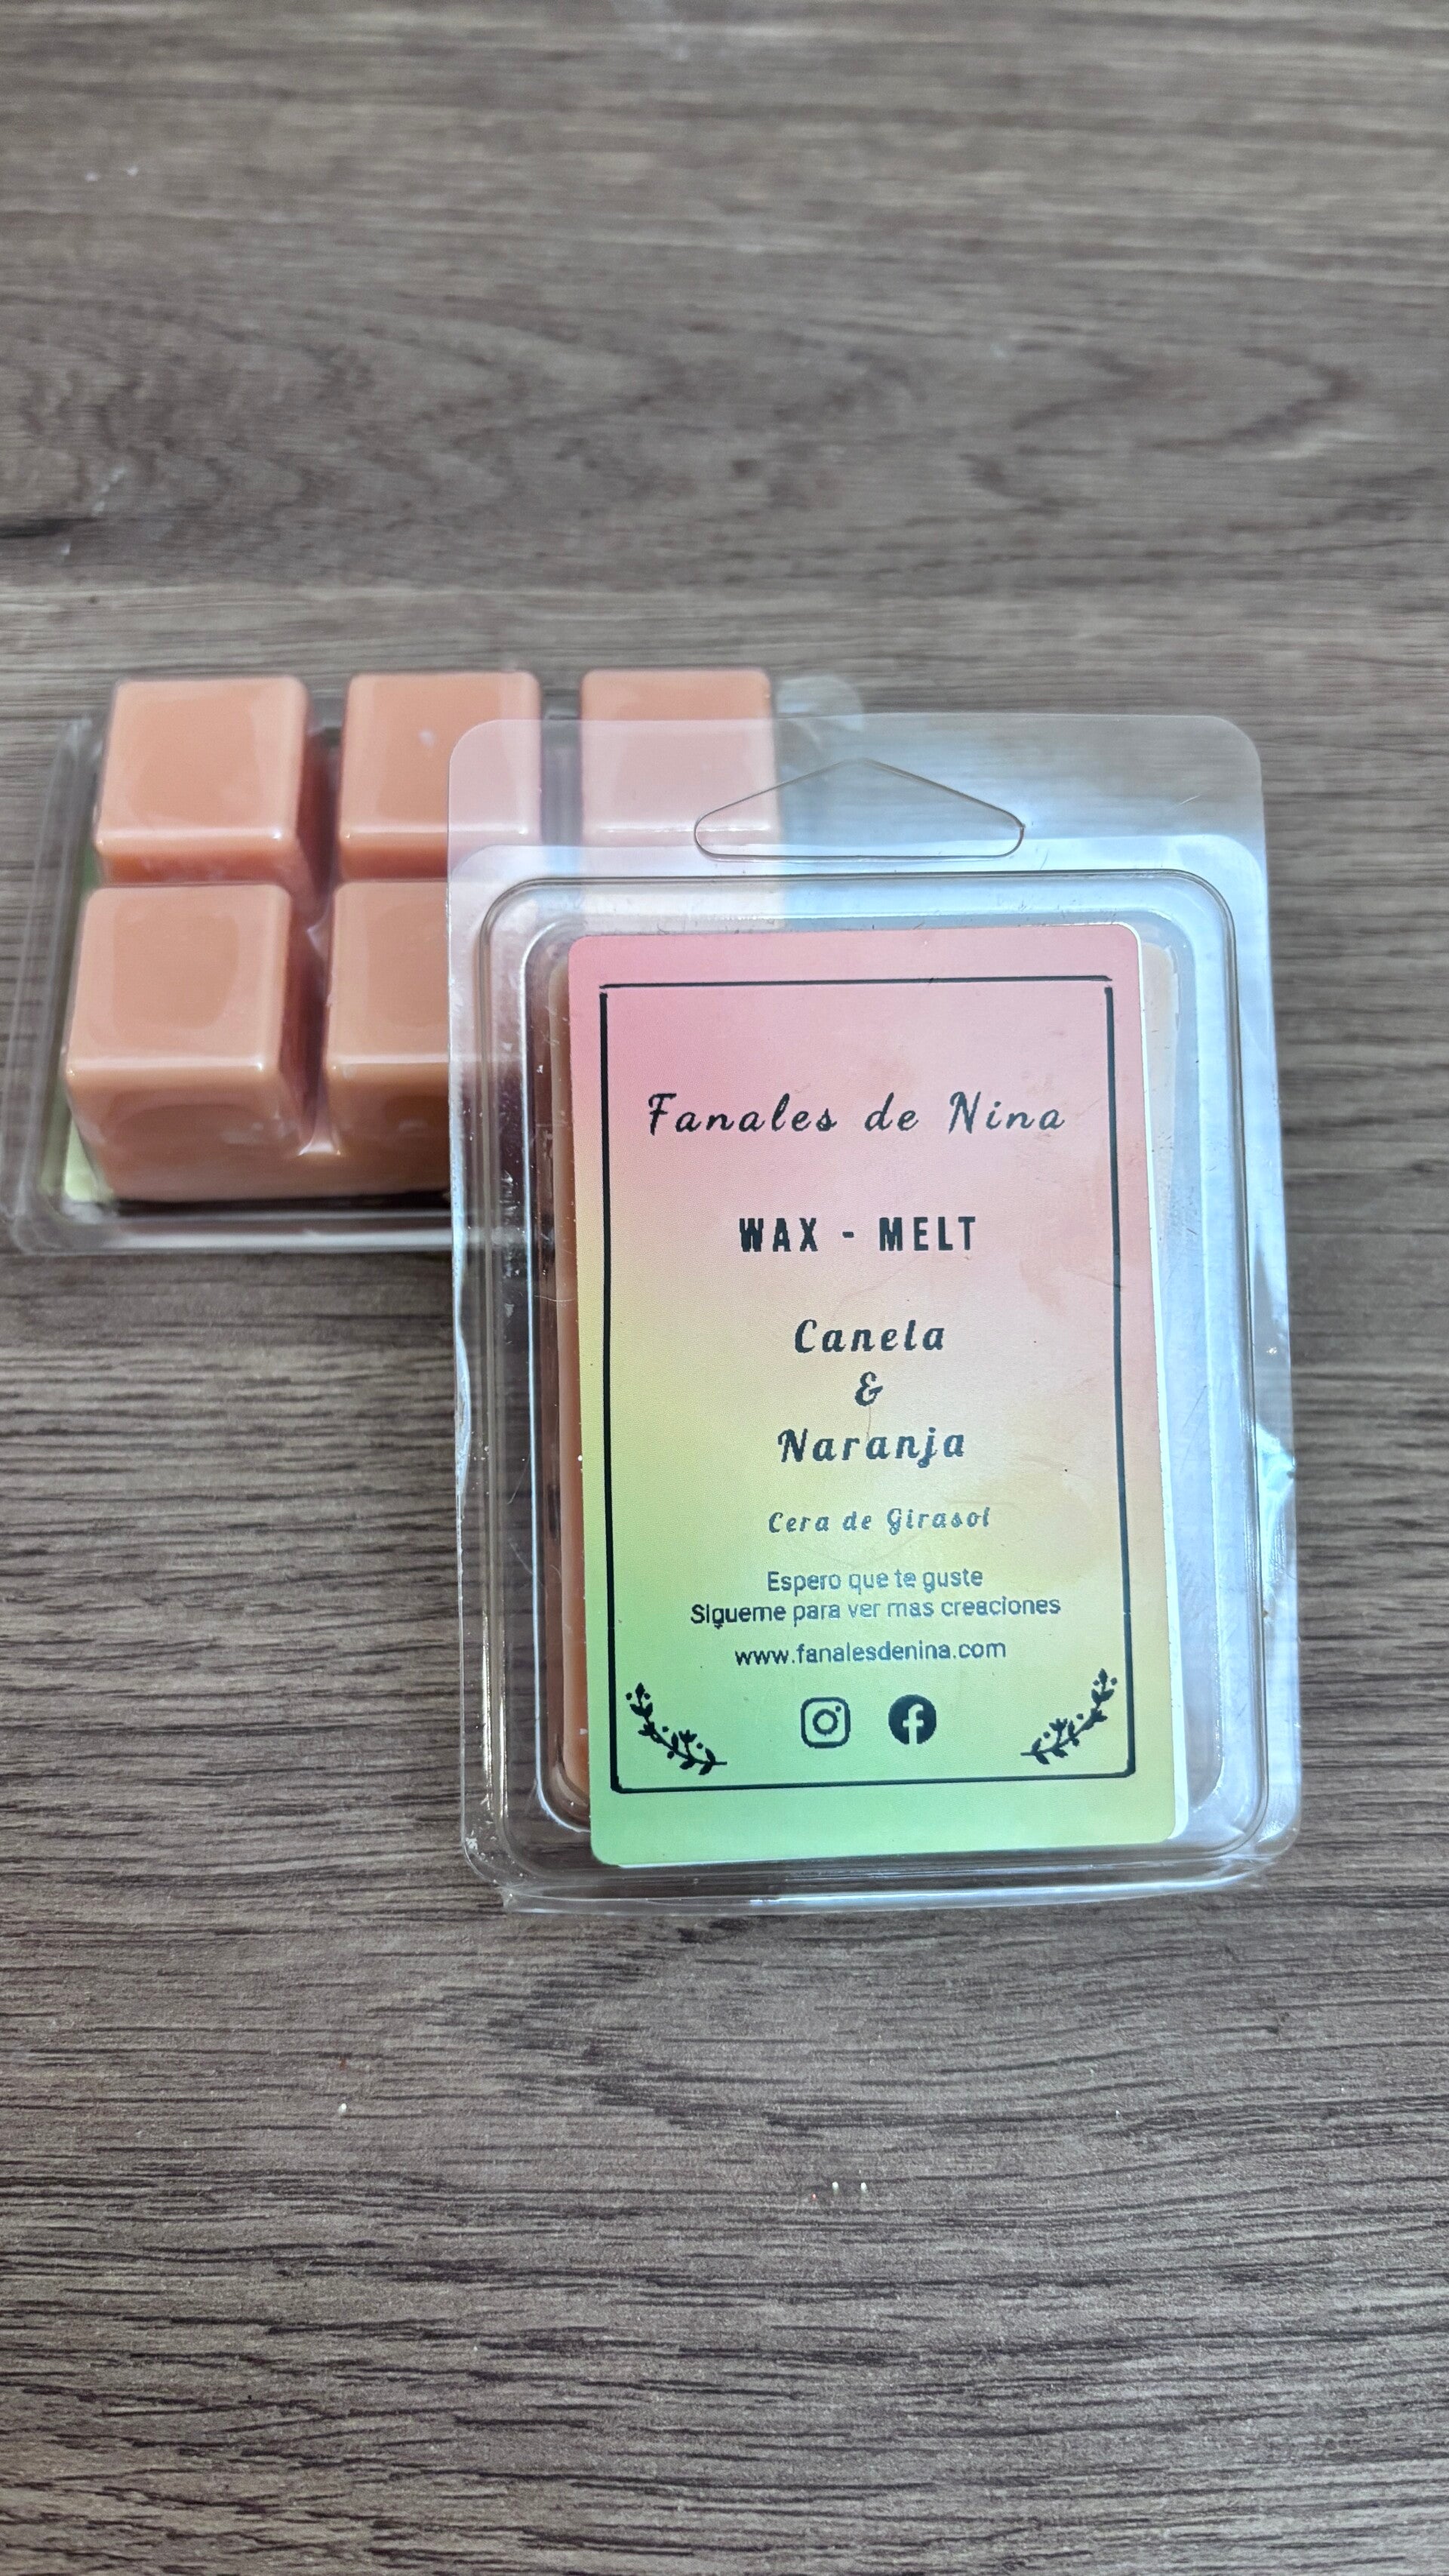 Fanales de Nina
WAX - MELT
Canela
&
Naranja
Cera de Girasol
Espero que te guste
Sigueme para ver mas creaciones
www.fanalesdenina.com